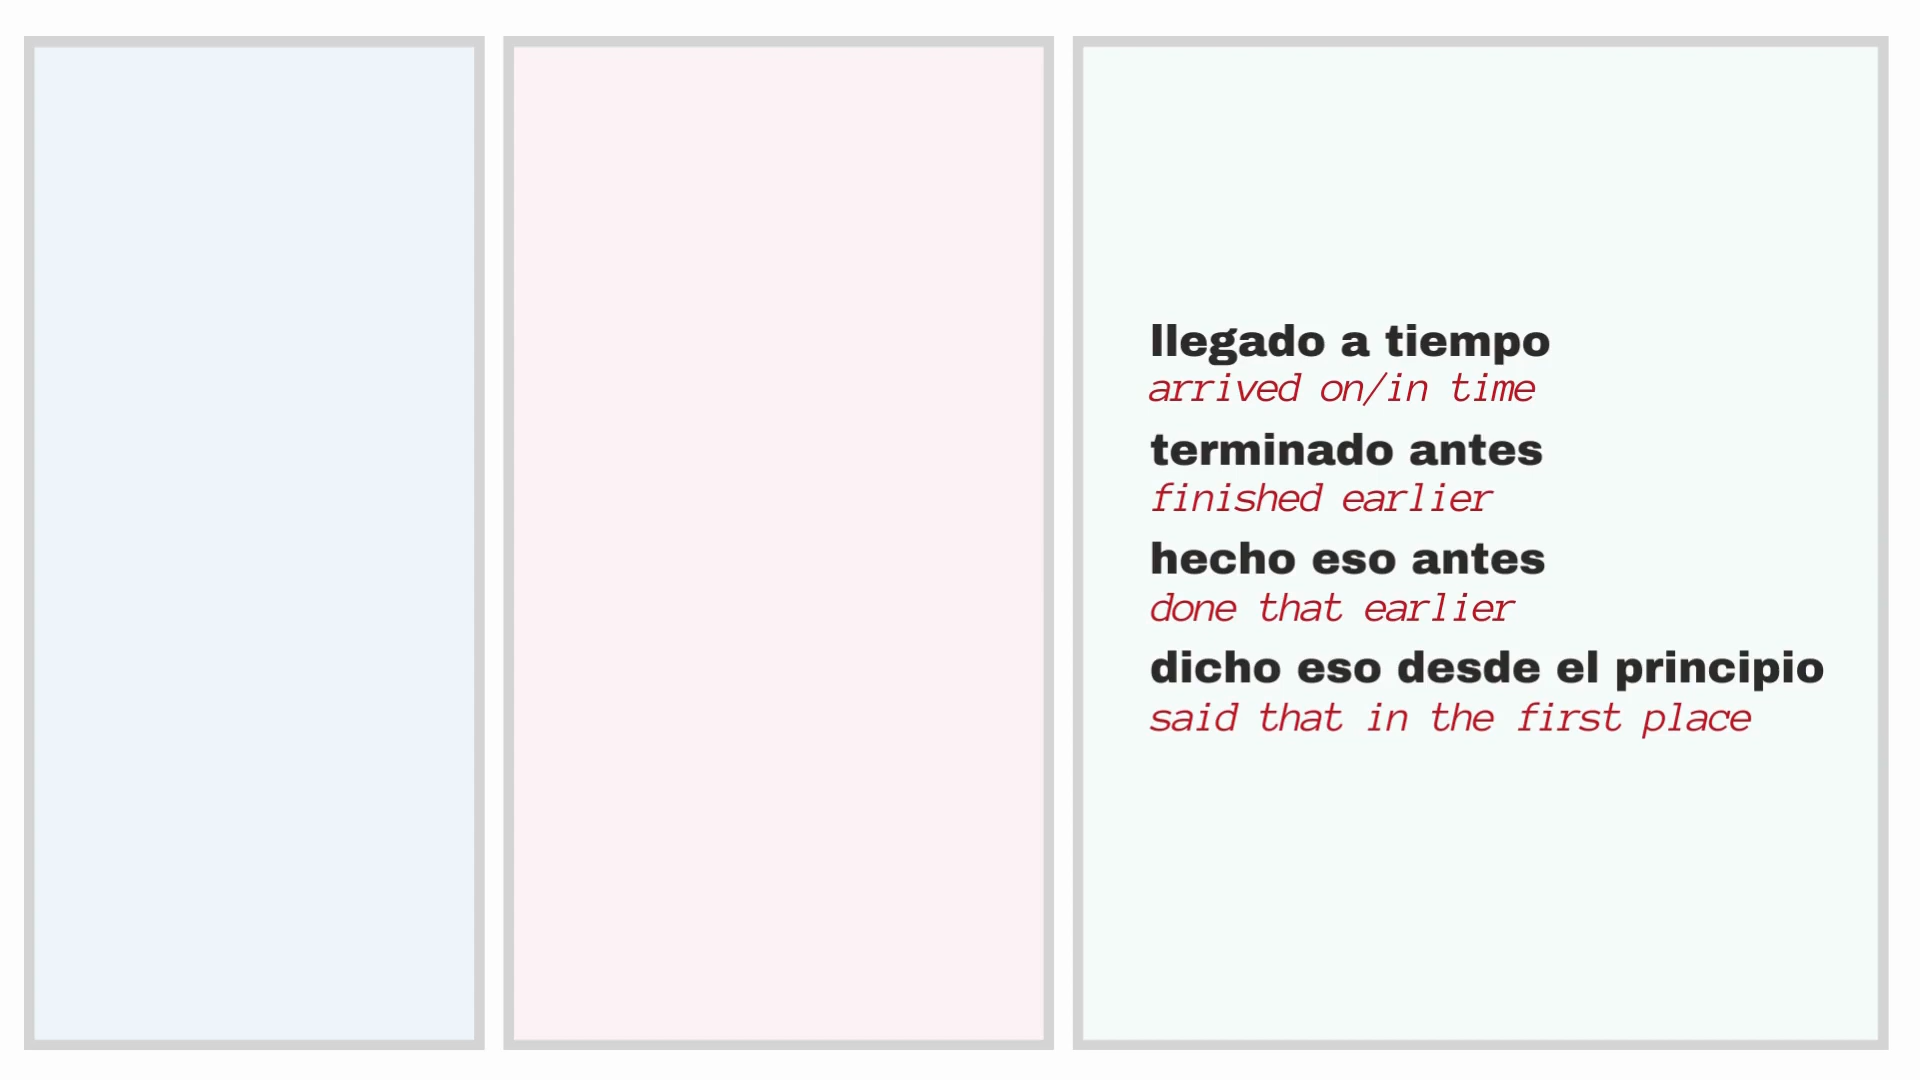 llegado a tiempo
arrived on/in time
terminado antes
finished earlier
hecho eso antes
done that earlier
dicho eso desde el principio
said that in the first place